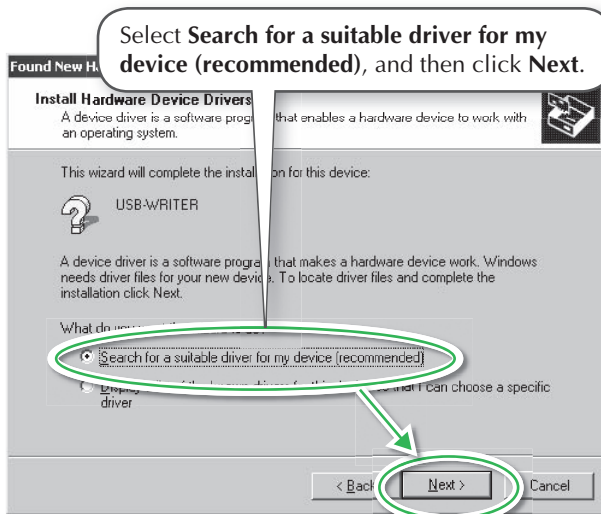 Select Search for a suitable driver for my
device (recommended), and then click Next.
Found New H
Install Hardware Device Drivers
A device driver is a software prog that enables a hardware device to work with
an operating system.
This wizard will complete the instal on for this device:
USB-WRITER
A device driver is a software progra that makes a hardware device work. Windows
needs driver files for your new device. To locate driver files and complete the
installation click Next.
What do you
Search for a suitable driver for my device (recommended)
that I can choose a specific
driver
< Back
Next >
Cancel